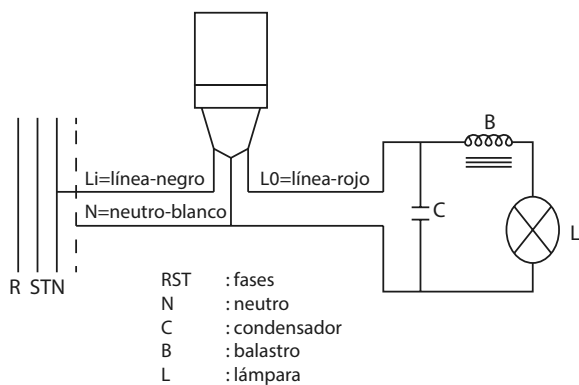 B
Li=línea-negro
L0=línea-rojo
N=neutro-blanco
C
L
R STN
RST : fases
N : neutro
C : condensador
B : balastro
L : lámpara